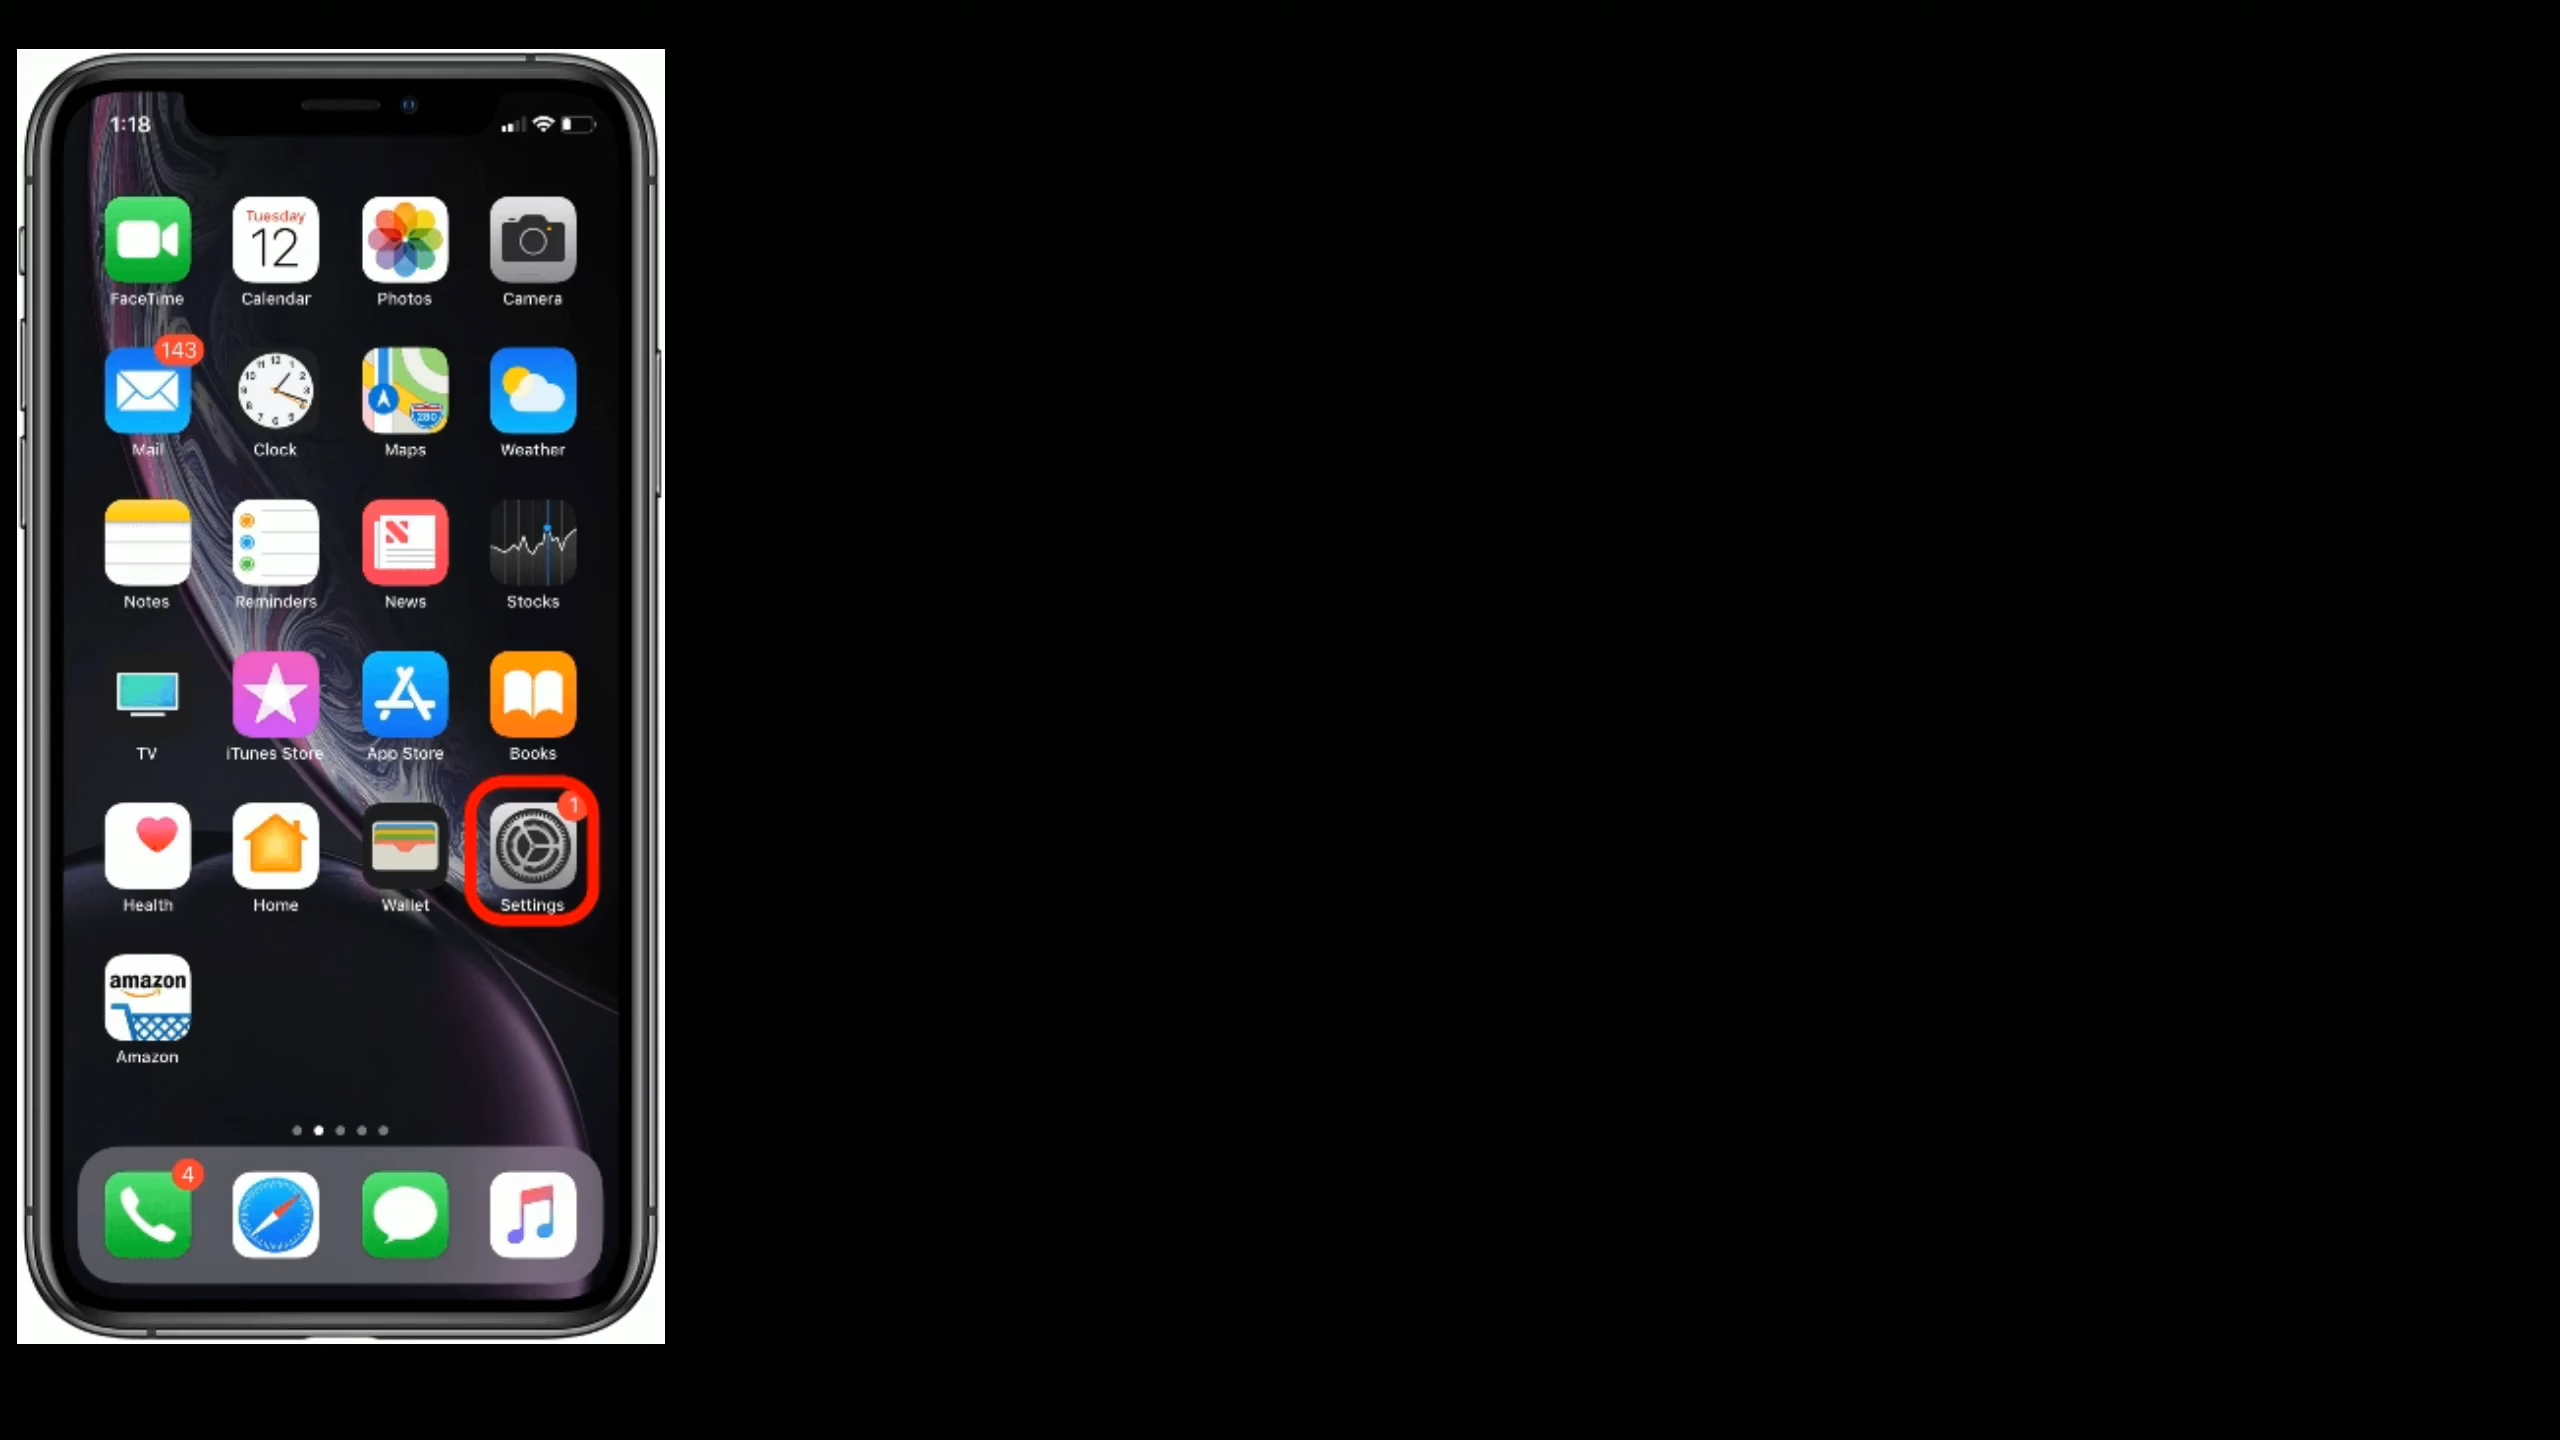 1:18
Tuesday
12
FaceTime Calendar Photos Camera
143
280
Mail Clock Maps Weather
Notes Reminders News Stocks
TV iTunes Store App Store Books
1
Health Home Wallet Settings
amazon
Amazon
4